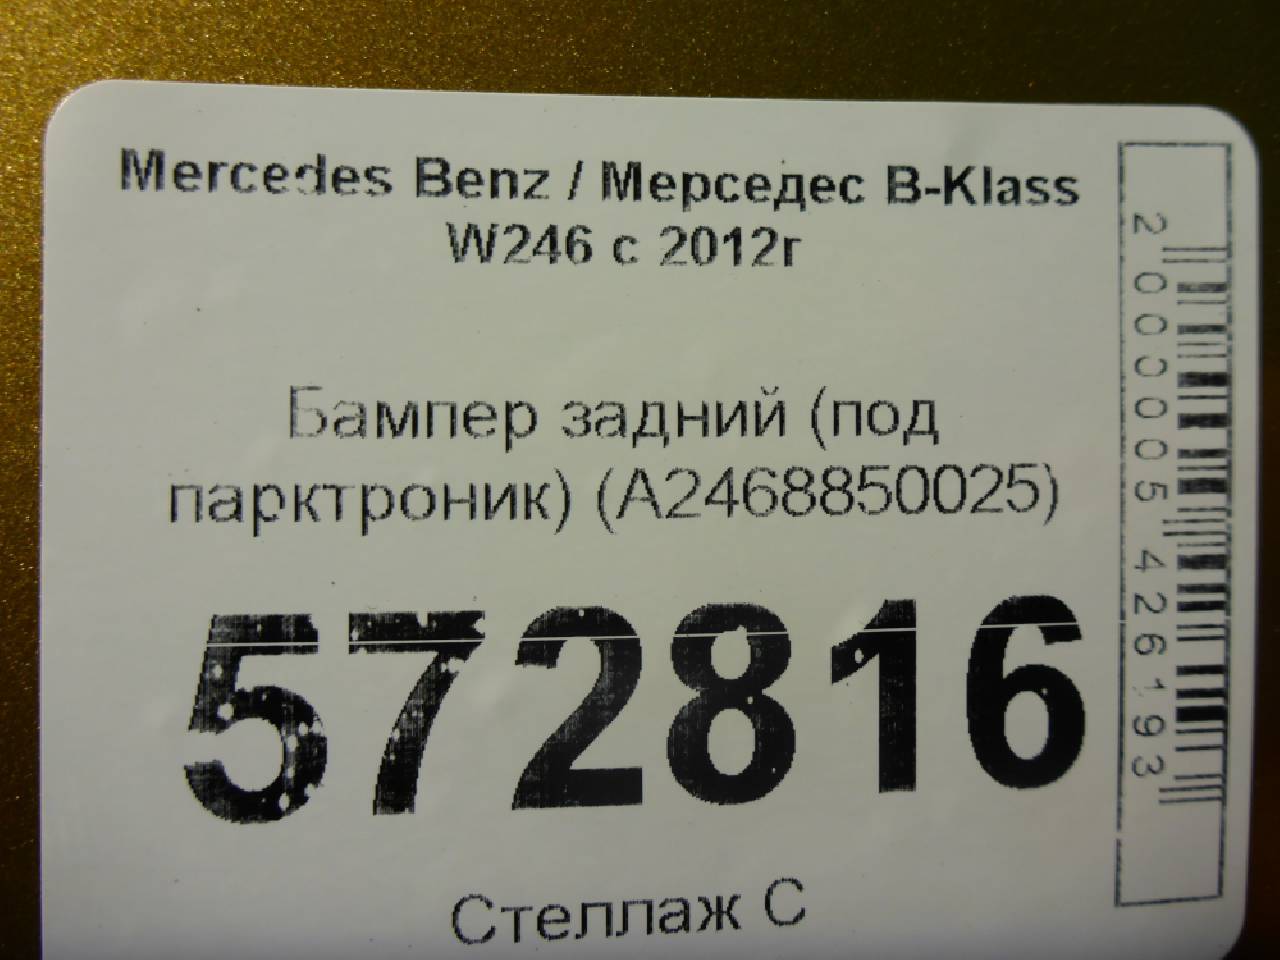 Mercedes Benz / Мерседес B-Klass
W246 с 2012г
Бампер задний (под
парктроник) (A2468850025)
572816
Стеллаж С
2000005426193